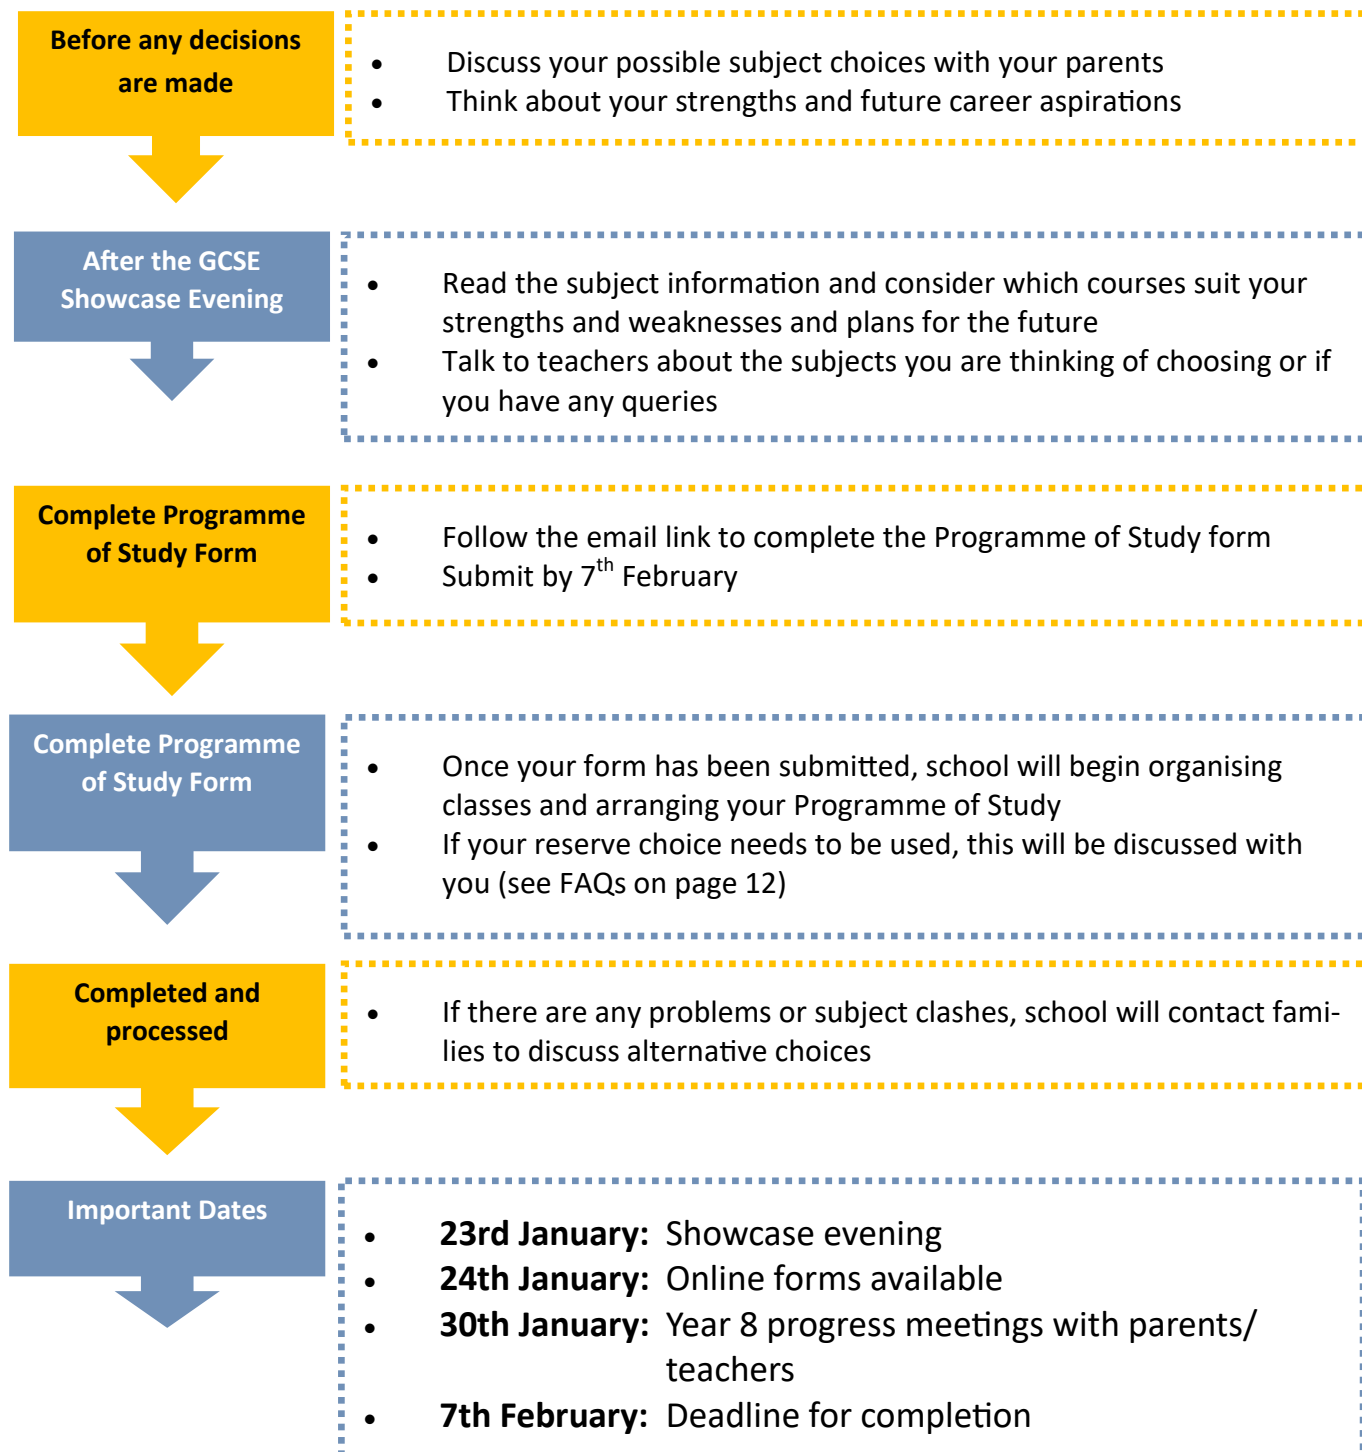 Before any decisions
are made
• Discuss your possible subject choices with your parents
• Think about your strengths and future career aspirations
After the GCSE
Showcase Evening
• Read the subject information and consider which courses suit your
strengths and weaknesses and plans for the future
• Talk to teachers about the subjects you are thinking of choosing or if
you have any queries
Complete Programme
of Study Form
• Follow the email link to complete the Programme of Study form
• Submit by 7th February
Complete Programme
of Study Form
• Once your form has been submitted, school will begin organising
classes and arranging your Programme of Study
• If your reserve choice needs to be used, this will be discussed with
you (see FAQs on page 12)
Completed and
processed
• If there are any problems or subject clashes, school will contact fami-
lies to discuss alternative choices
Important Dates
• 23rd January: Showcase evening
• 24th January: Online forms available
• 30th January: Year 8 progress meetings with parents/
teachers
• 7th February: Deadline for completion